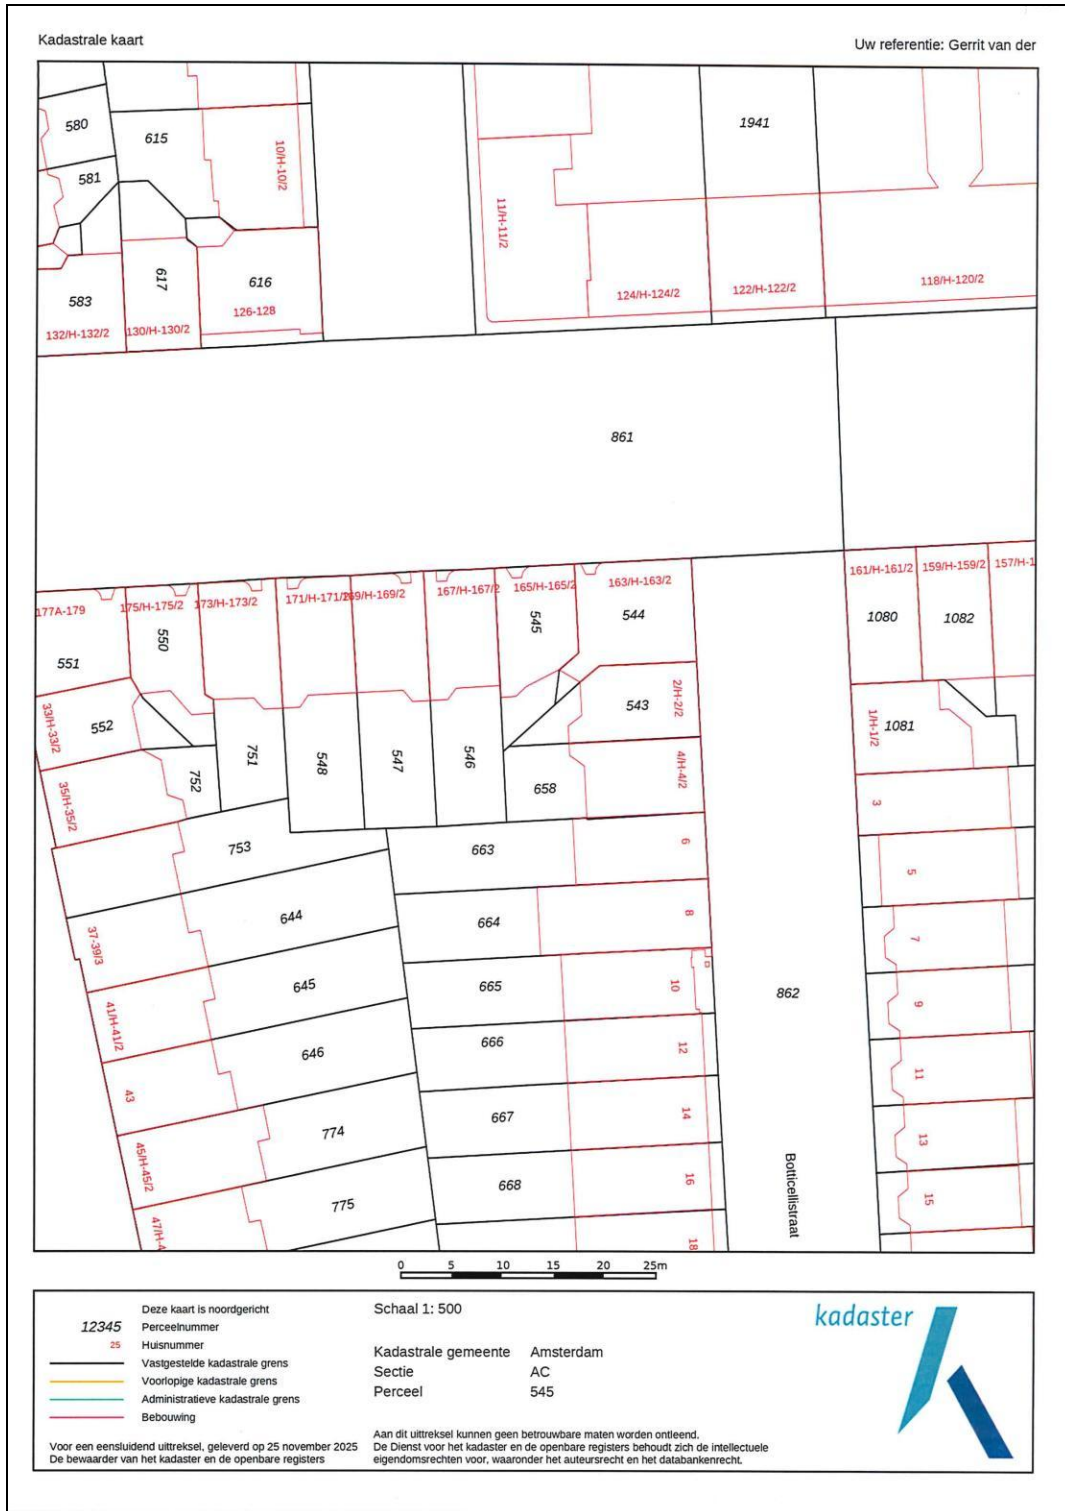 Kadastrale kaart
Uw referentie: Gerrit van der
580
615
10/H-10/2
581
11/H-11/2
1941
583
617
616
126-128
132/H-132/2
130/H-130/2
124/H-124/2
122/H-122/2
118/H-120/2
861
177A-179
175/H-175/2
173/H-173/2
171/H-171/2
169/H-169/2
167/H-167/2
165/H-165/2
163/H-163/2
161/H-161/2
159/H-159/2
157/H-1
551
550
545
544
1080
1082
33/H-33/2
552
2/H-2/2
543
1/H-1/2
1081
35/H-35/2
752
751
548
547
546
658
4/H-4/2
3
753
663
6
5
37-39/3
644
664
8
7
41/H-41/2
645
665
10
862
9
43
646
666
12
11
45/H-45/2
774
667
14
13
47/H-4
775
668
16
15
18
Botticellistraat
0 5 10 15 20 25m
Deze kaart is noordgericht
12345 Perceelnummer
25 Huisnummer
Vastgestelde kadastrale grens
Voorlopige kadastrale grens
Administratieve kadastrale grens
Bebouwing
Voor een eensluidend uittreksel, geleverd op 25 november 2025
De bewaarder van het kadaster en de openbare registers
Schaal 1: 500
Kadastrale gemeente Amsterdam
Sectie AC
Perceel 545
Aan dit uittreksel kunnen geen betrouwbare maten worden ontleend.
De Dienst voor het kadaster en de openbare registers behoudt zich de intellectuele
eigendomsrechten voor, waaronder het auteursrecht en het databankenrecht.
kadaster